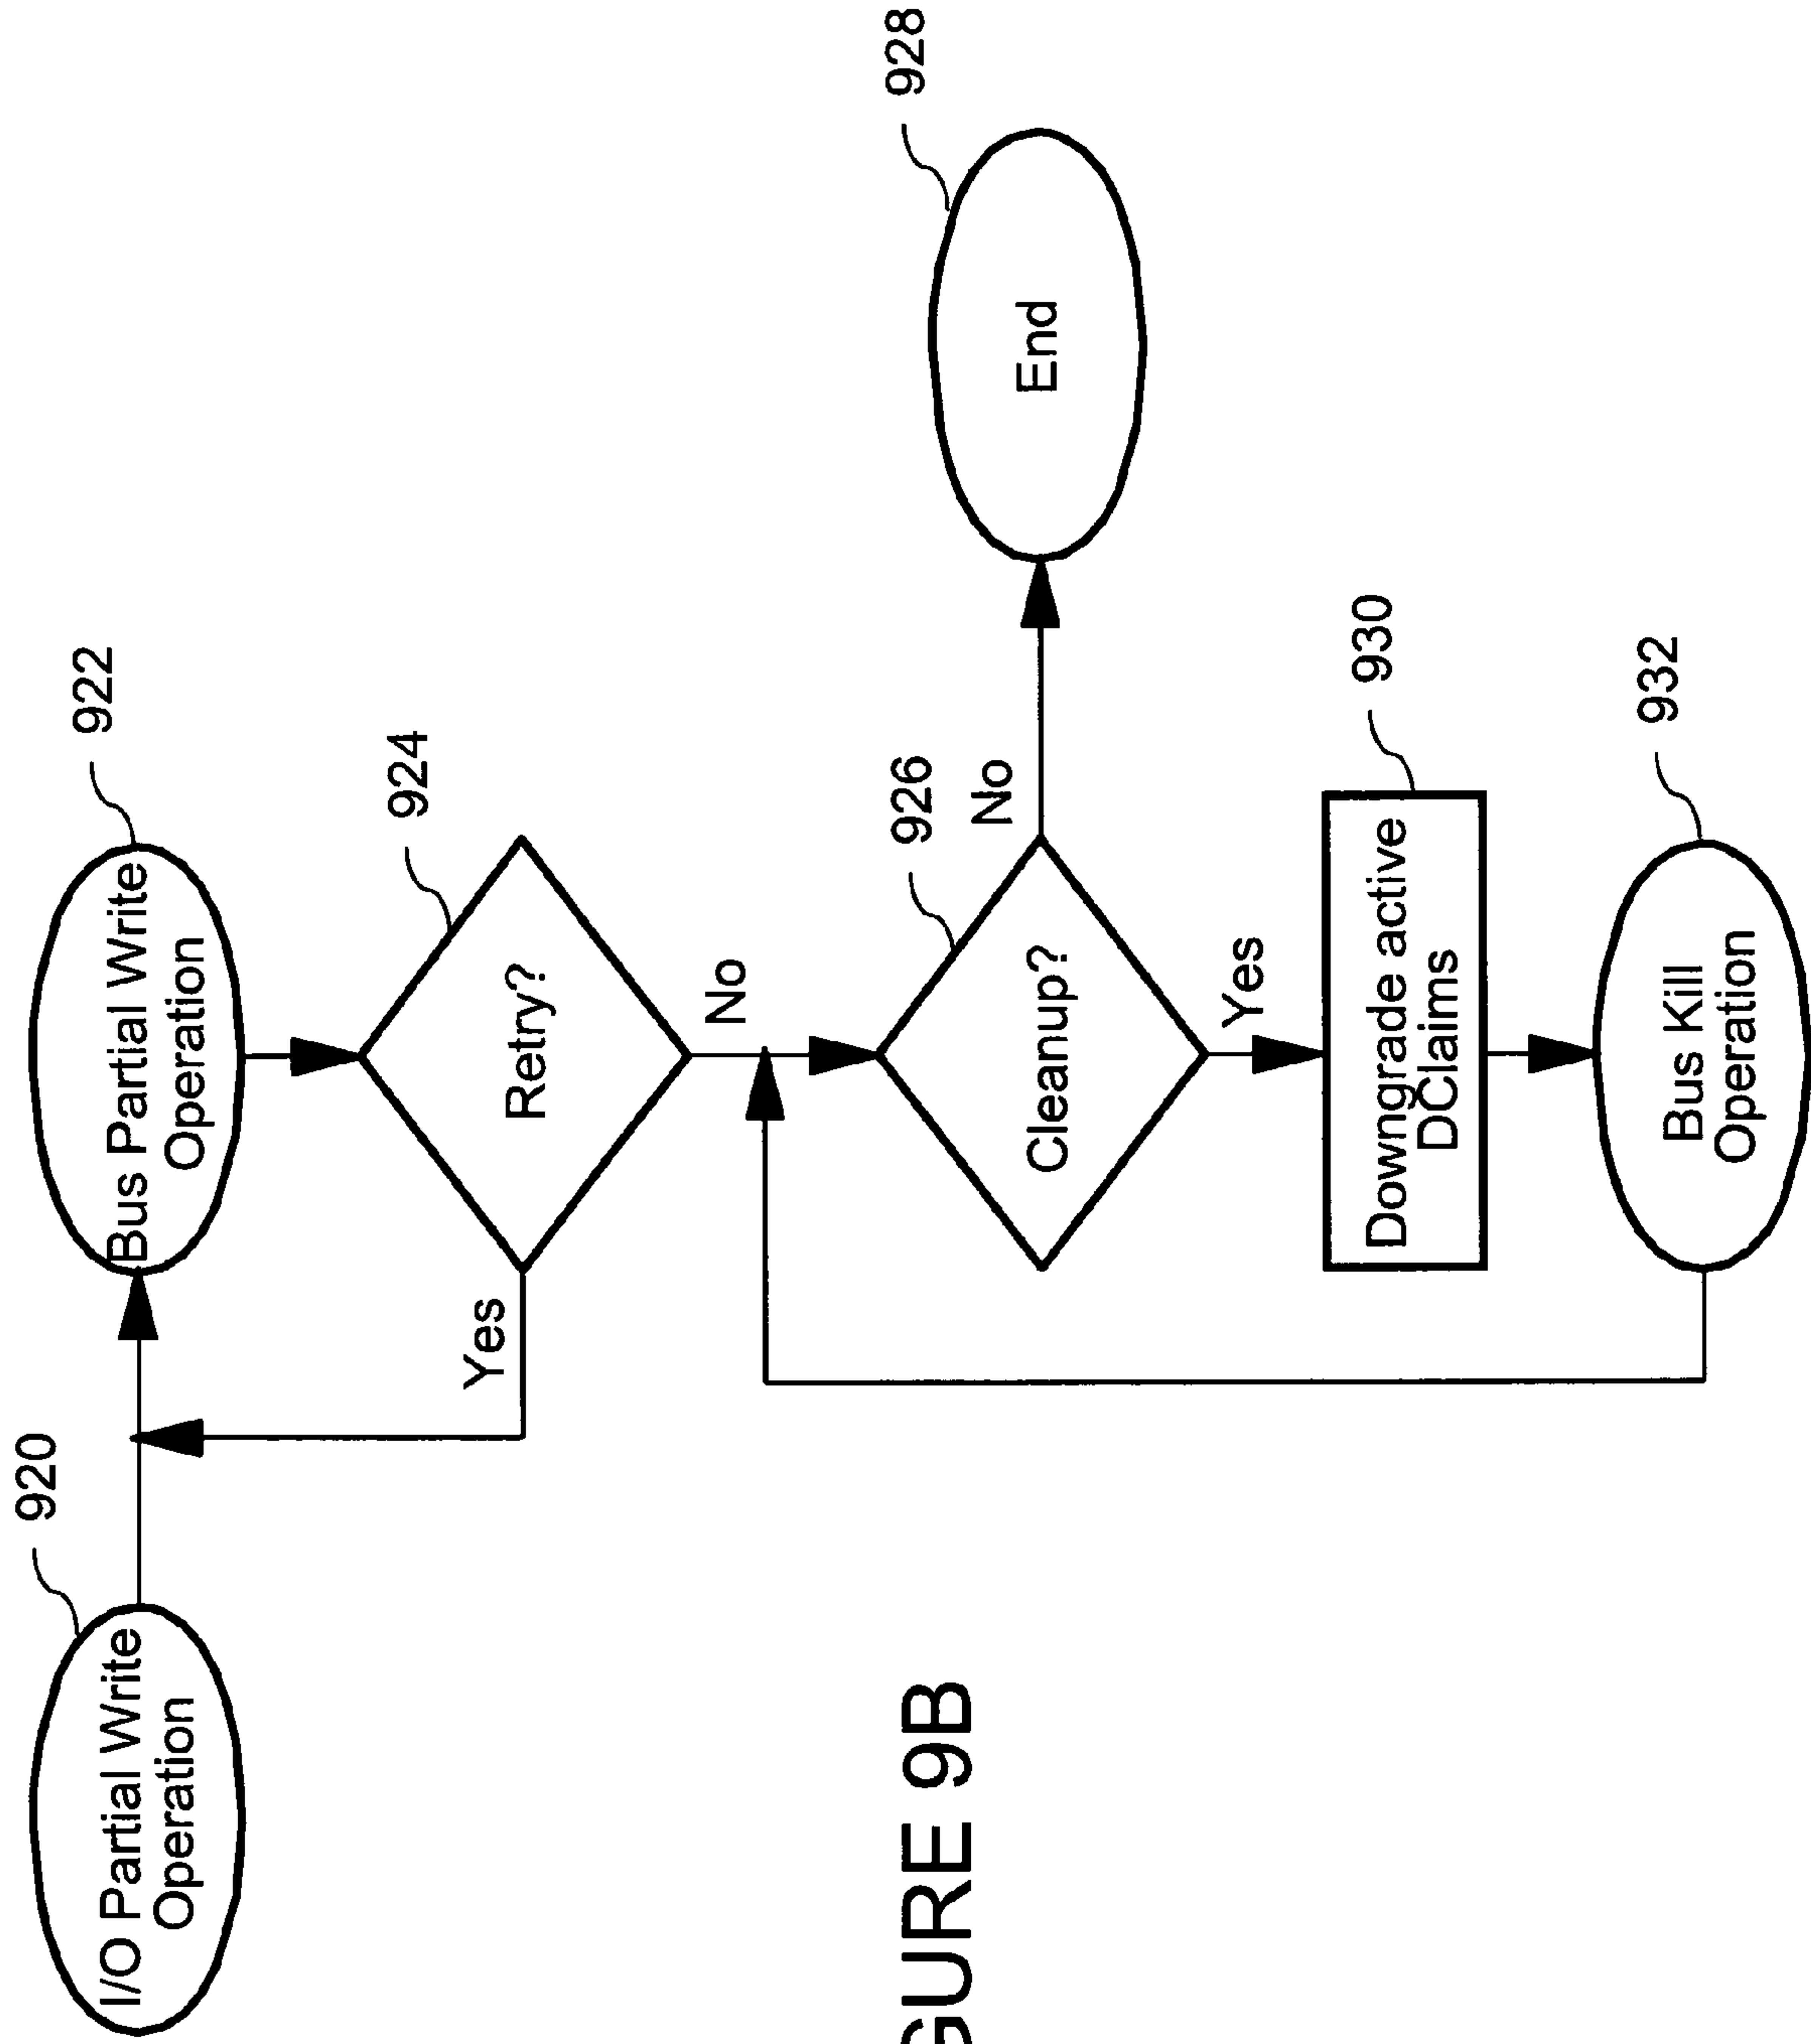 920
I/O Partial Write
Operation
922
Bus Partial Write
Operation
924
Retry?
Yes
No
926
Cleanup?
No
928
End
Yes
930
Downgrade active
DClaims
932
Bus Kill
Operation
GURE 9B